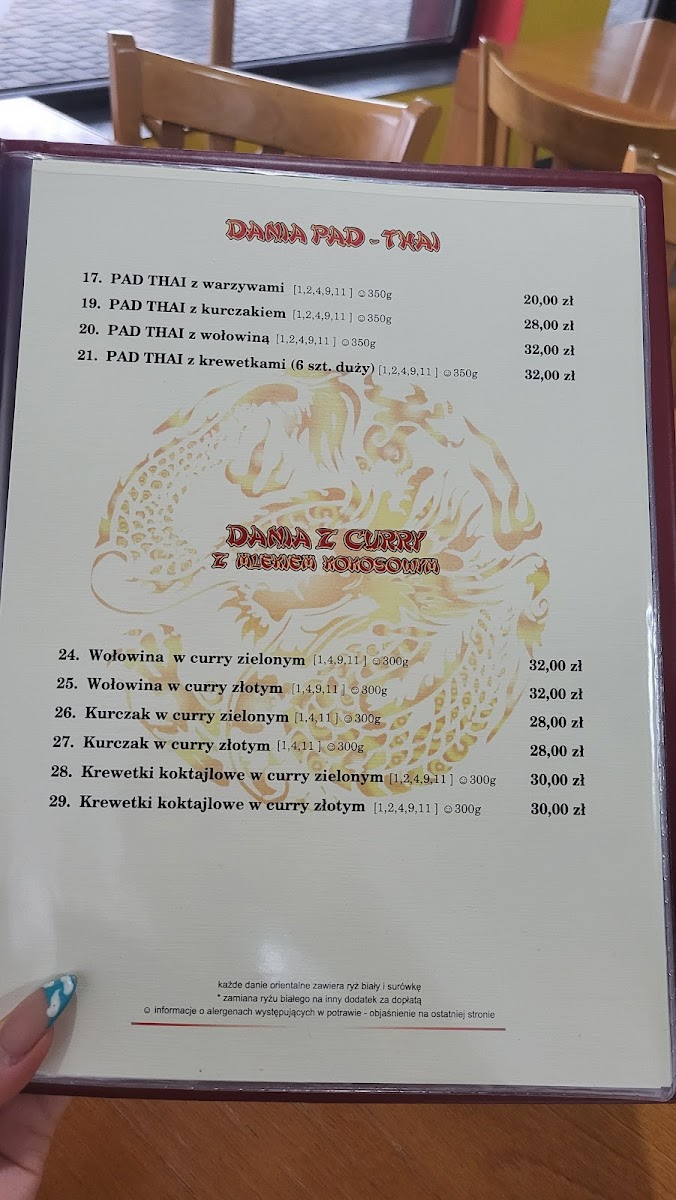 DANIA PAD - THAI
17. PAD THAI z warzywami [1,2,4,9,11 ] ☺350g 20,00 zł
19. PAD THAI z kurczakiem [1,2,4,9,11 ] ☺350g 28,00 zł
20. PAD THAI z wołowiną [1,2,4,9,11 ] ☺350g 32,00 zł
21. PAD THAI z krewetkami (6 szt. duży) [1,2,4,9,11 ] ☺350g 32,00 zł
DANIA Z CURRY
Z MLEKIEM KOKOSOWYM
24. Wołowina w curry zielonym [1,4,9,11 ] ☺300g 32,00 zł
25. Wołowina w curry złotym [1,4,9,11 ] ☺300g 32,00 zł
26. Kurczak w curry zielonym [1,4,11 ] ☺300g 28,00 zł
27. Kurczak w curry złotym [1,4,11 ] ☺300g 28,00 zł
28. Krewetki koktajlowe w curry zielonym [1,2,4,9,11 ] ☺300g 30,00 zł
29. Krewetki koktajlowe w curry złotym [1,2,4,9,11 ] ☺300g 30,00 zł
każde danie orientalne zawiera ryż biały i surówkę
* zamiana ryżu białego na inny dodatek za dopłatą
☺ informacje o alergenach występujących w potrawie - objaśnienie na ostatniej stronie